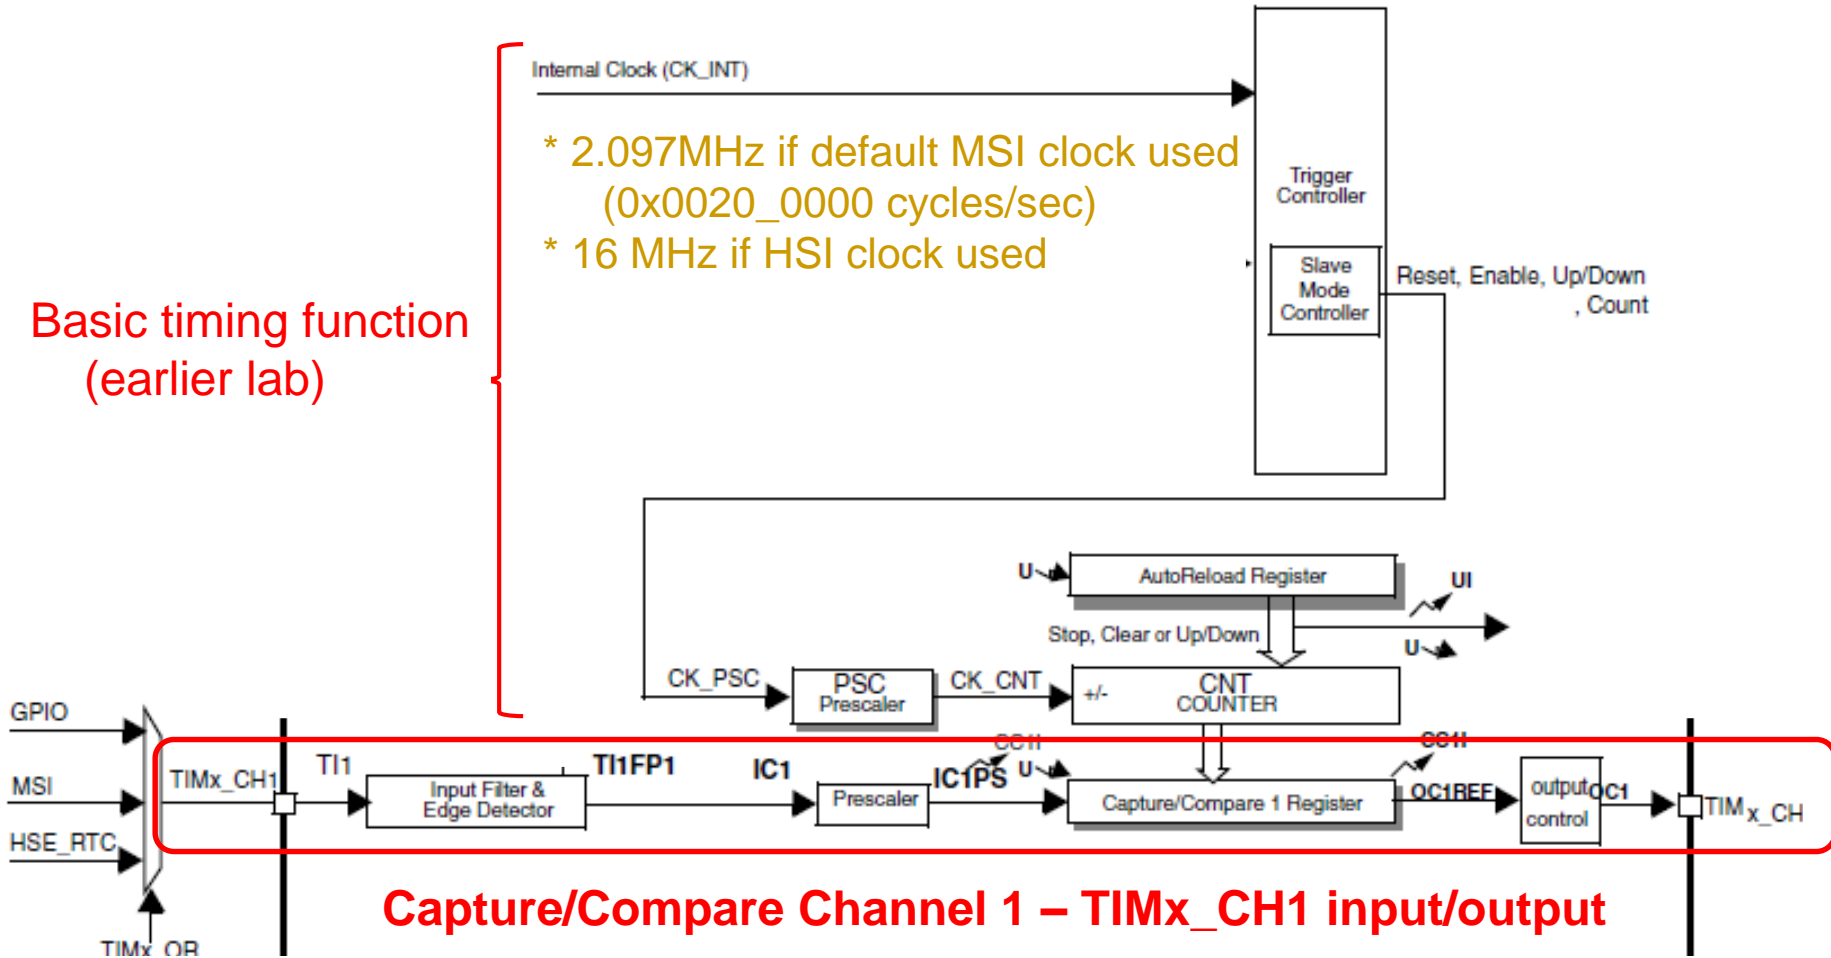 Internal Clock (CK_INT)
* 2.097MHz if default MSI clock used
(0x0020_0000 cycles/sec)
* 16 MHz if HSI clock used
Trigger
Controller
Slave
Mode
Controller
Reset, Enable, Up/Down
, Count
Basic timing function
(earlier lab)
U
AutoReload Register
UI
Stop, Clear or Up/Down
U
CK_PSC
PSC
Prescaler
CK_CNT
+/-
CNT
COUNTER
GPIO
MSI
HSE_RTC
TIMx_OR
TIMx_CH1
TI1
Input Filter &
Edge Detector
TI1FP1
IC1
Prescaler
CC1I
IC1PS
U
Capture/Compare 1 Register
CC1I
OC1REF
output
control
OC1
TIMx_CH
Capture/Compare Channel 1 – TIMx_CH1 input/output